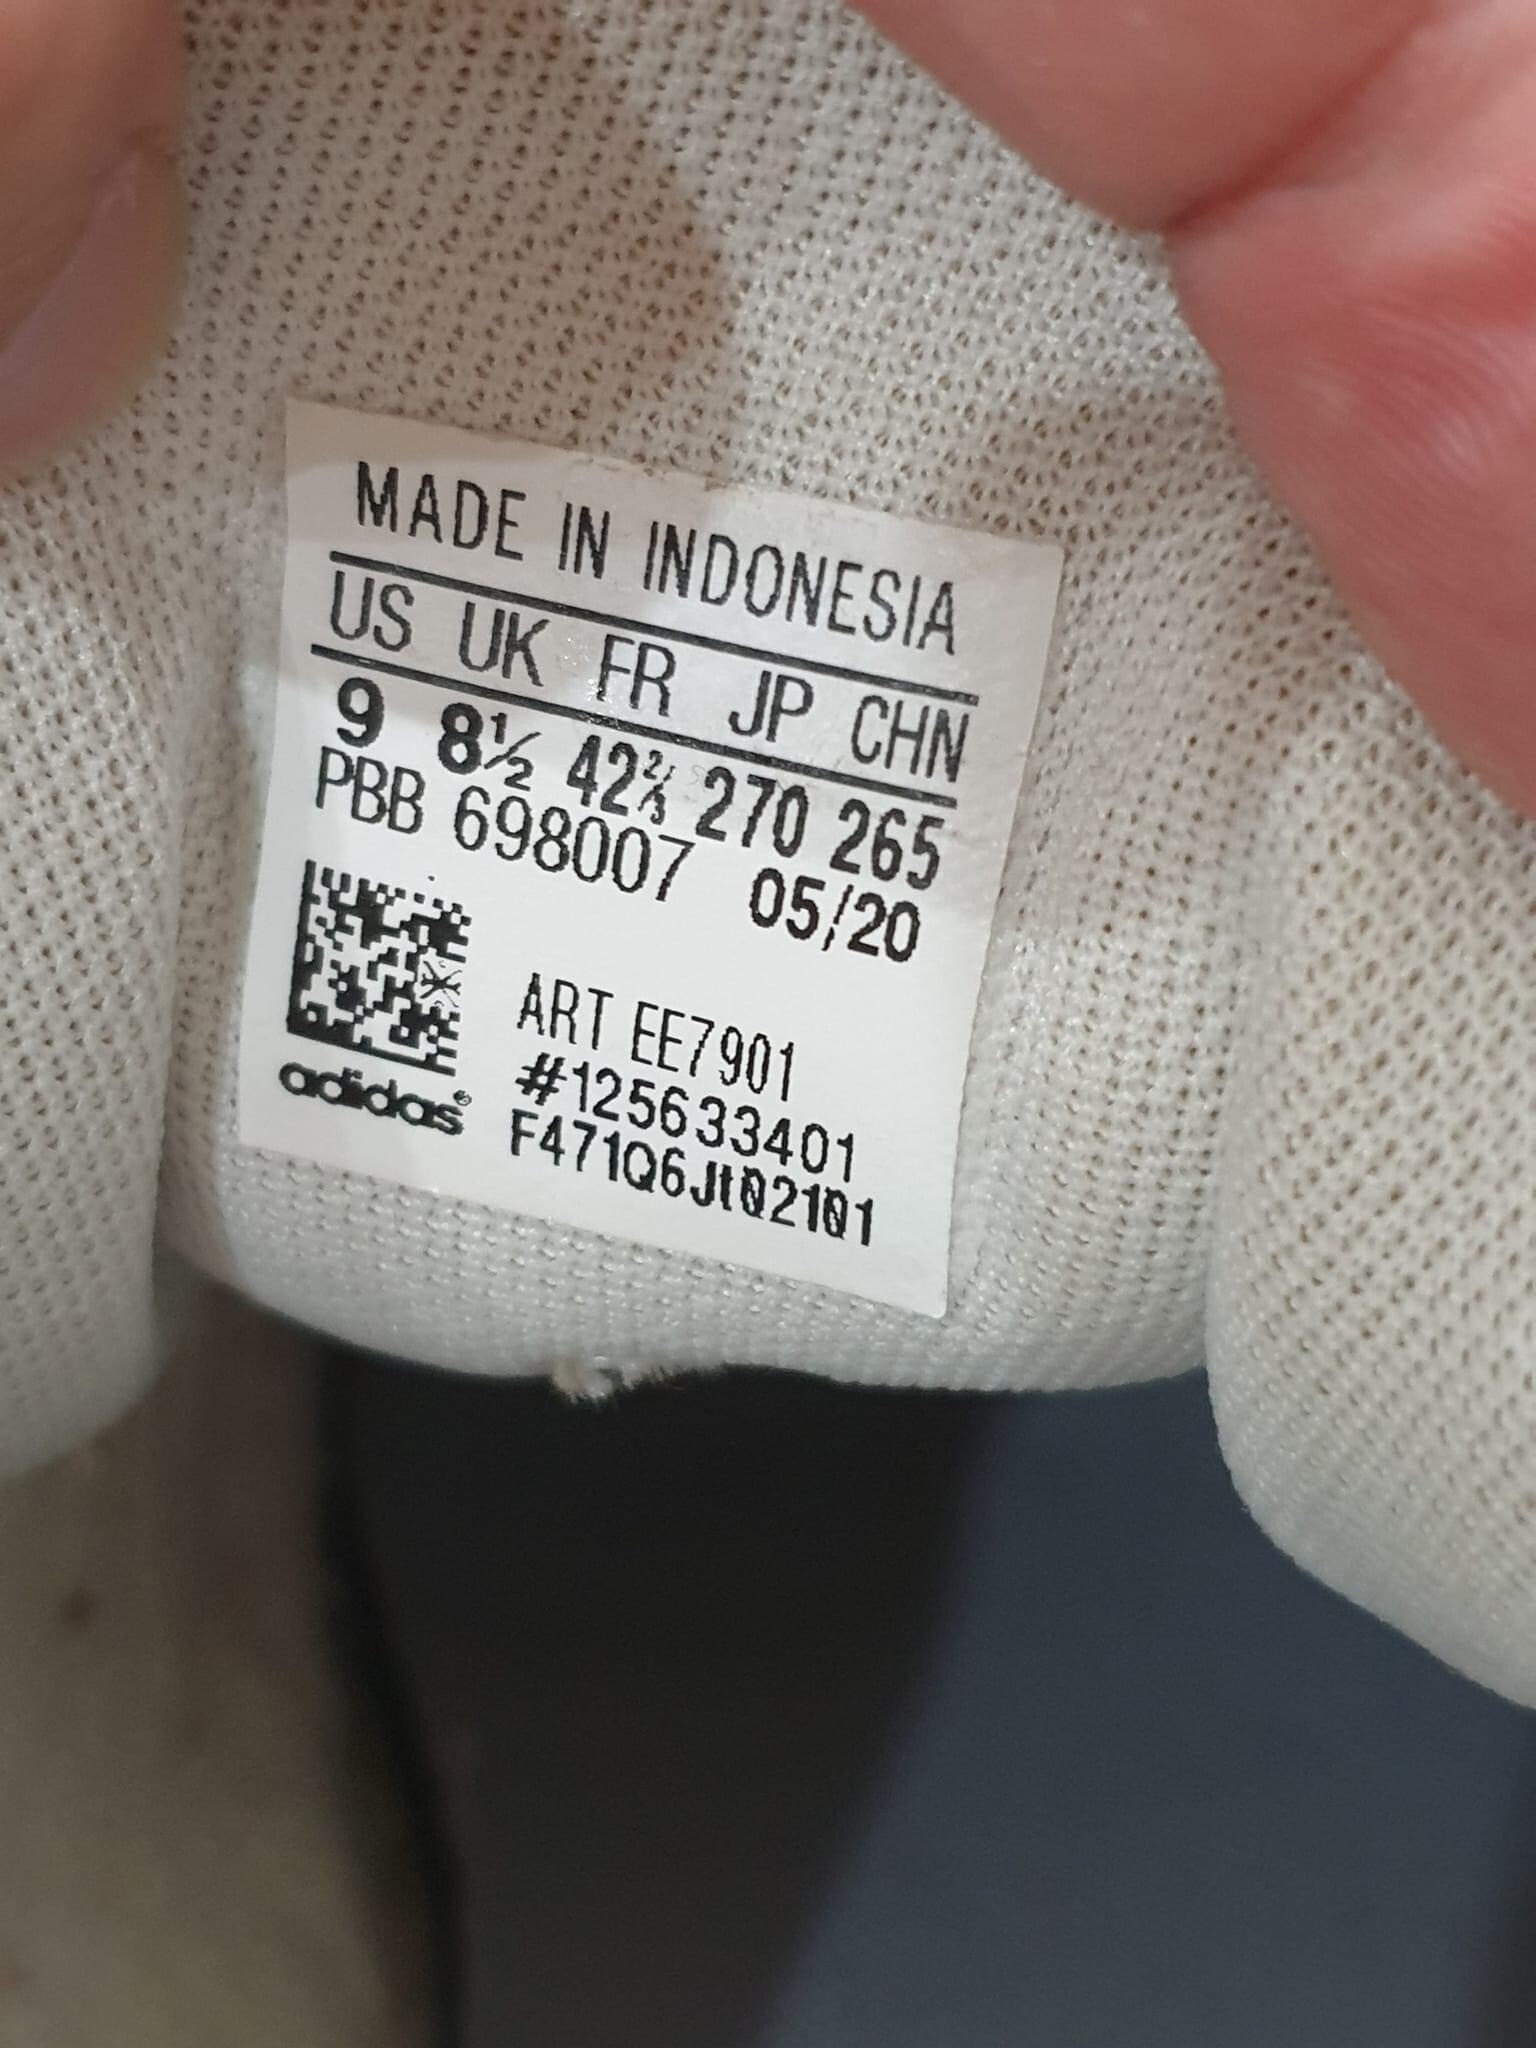 MADE IN INDONESIA
US UK FR JP CHN
9 8½ 42⅔ 270 265
PBB 698007 05/20
ART EE7901
#125633401
F471Q6Jt02101
adidas®